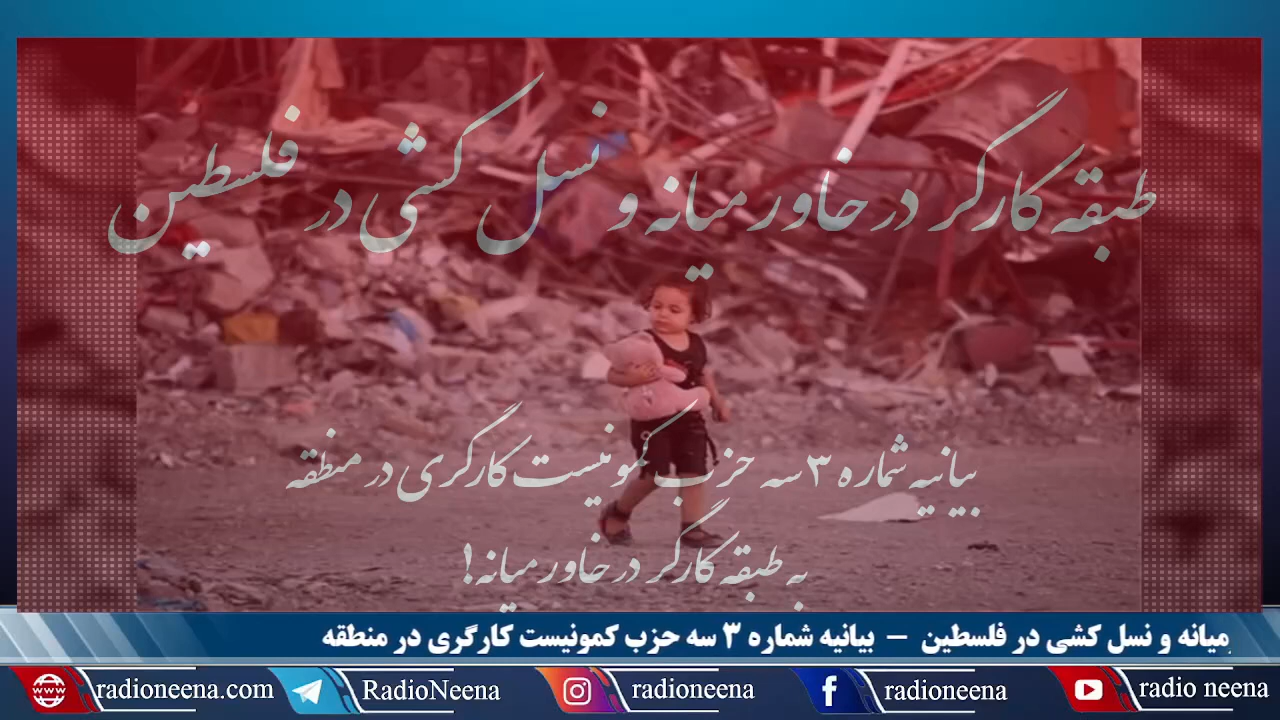 طبقه کارگر در خاورمیانه و نسل کشی در فلسطین
بیانیه شماره ۳ سه حزب کمونیست کارگری در منطقه
به طبقه کارگر در خاورمیانه!
میانه و نسل کشی در فلسطین – بیانیه شماره ۳ سه حزب کمونیست کارگری در منطقه
radioneena.com RadioNeena radioneena radioneena radio neena